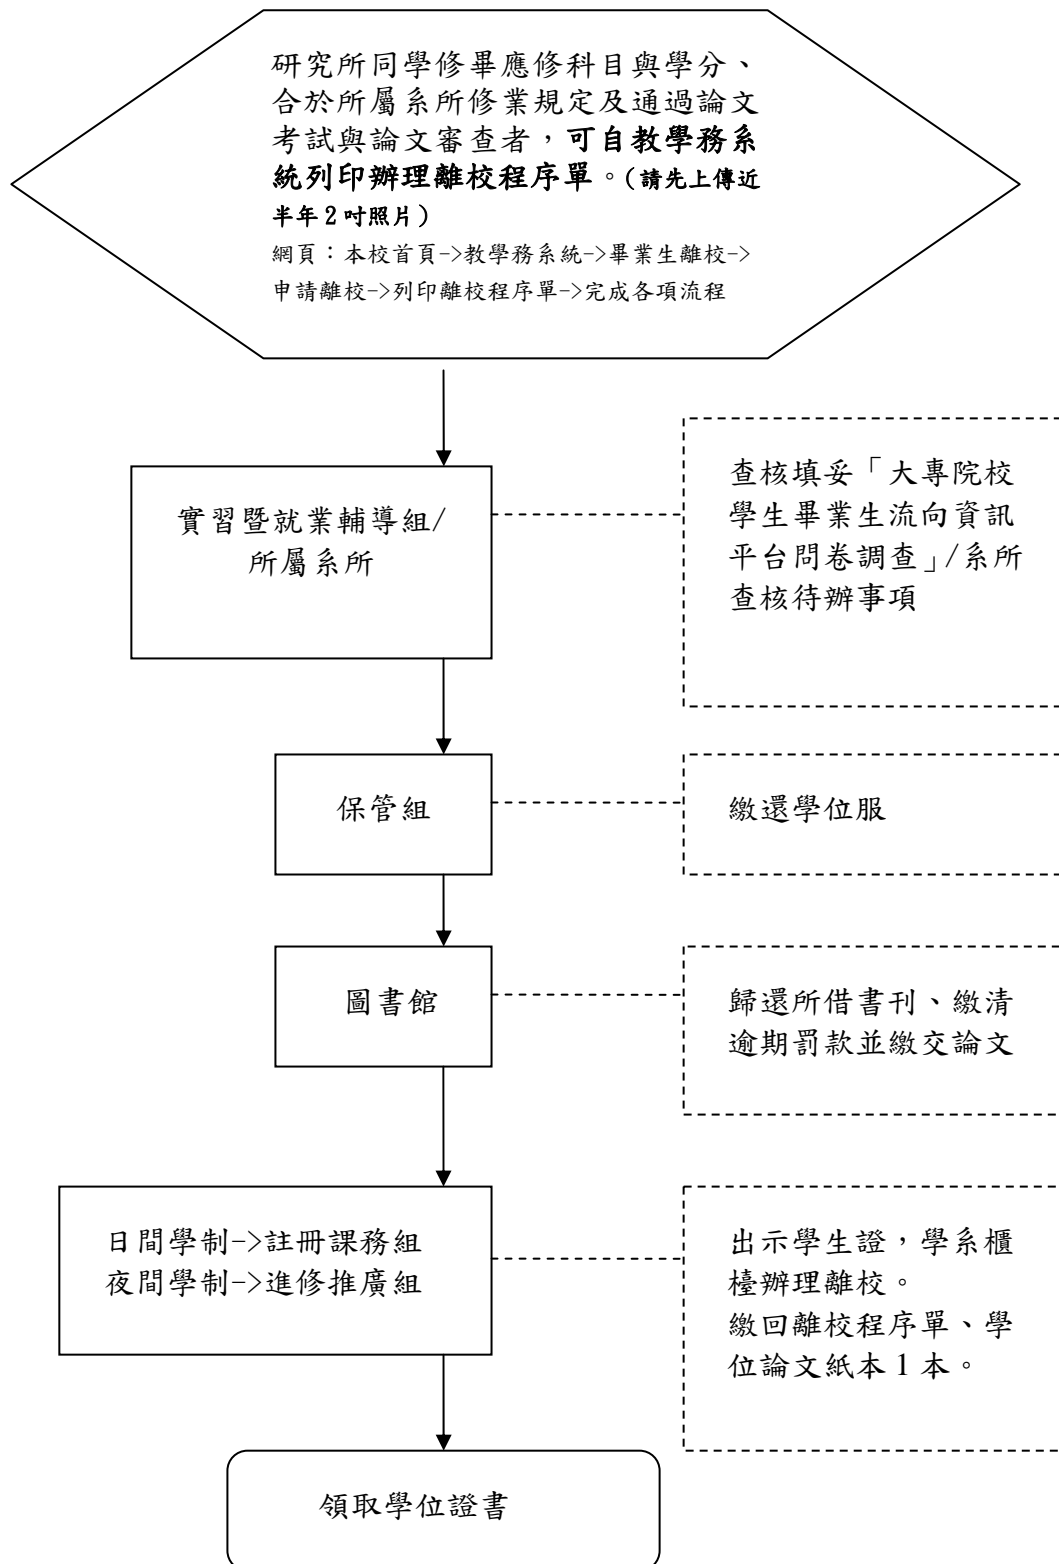 研究所同學修畢應修科目與學分、
合於所屬系所修業規定及通過論文
考試與論文審查者，可自教學務系
統列印辦理離校程序單。(請先上傳近
半年2吋照片)
網頁：本校首頁->教學務系統->畢業生離校->
申請離校->列印離校程序單->完成各項流程
實習暨就業輔導組/
所屬系所
查核填妥「大專院校
學生畢業生流向資訊
平台問卷調查」/系所
查核待辦事項
保管組
繳還學位服
圖書館
歸還所借書刊、繳清
逾期罰款並繳交論文
日間學制->註冊課務組
夜間學制->進修推廣組
出示學生證，學系櫃
檯辦理離校。
繳回離校程序單、學
位論文紙本1本。
領取學位證書